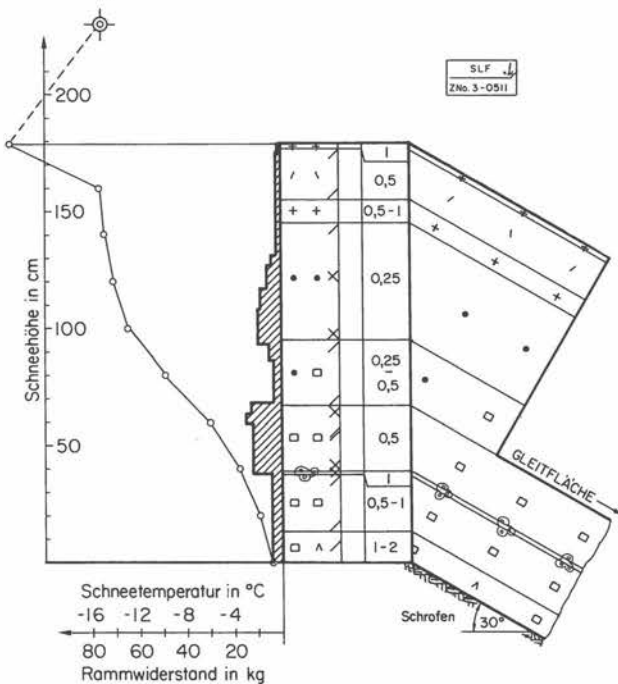 SLF
ZNo. 3-0511
Schneehöhe in cm
200
150
100
50
1
0,5
0,5-1
0,25
0,25
-
0,5
0,5
1
0,5-1
1-2
GLEITFLÄCHE
Schrofen
30°
Schneetemperatur in °C
-16 -12 -8 -4
80 60 40 20
Rammwiderstand in kg